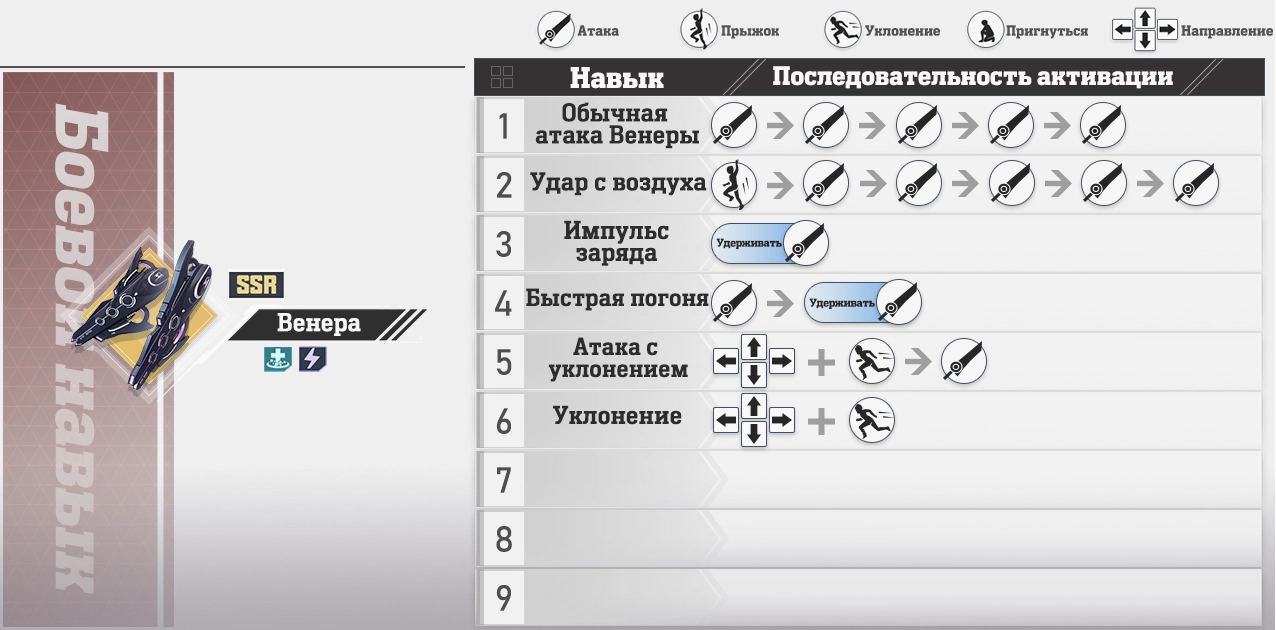 Атака
Прыжок
Уклонение
Пригнуться
Направление
Навык
Последовательность активации
Боевой навык
SSR
Венера
1
Обычная
атака Венеры
2
Удар с воздуха
3
Импульс
заряда
Удерживать
4
Быстрая погоня
Удерживать
5
Атака с
уклонением
6
Уклонение
7
8
9